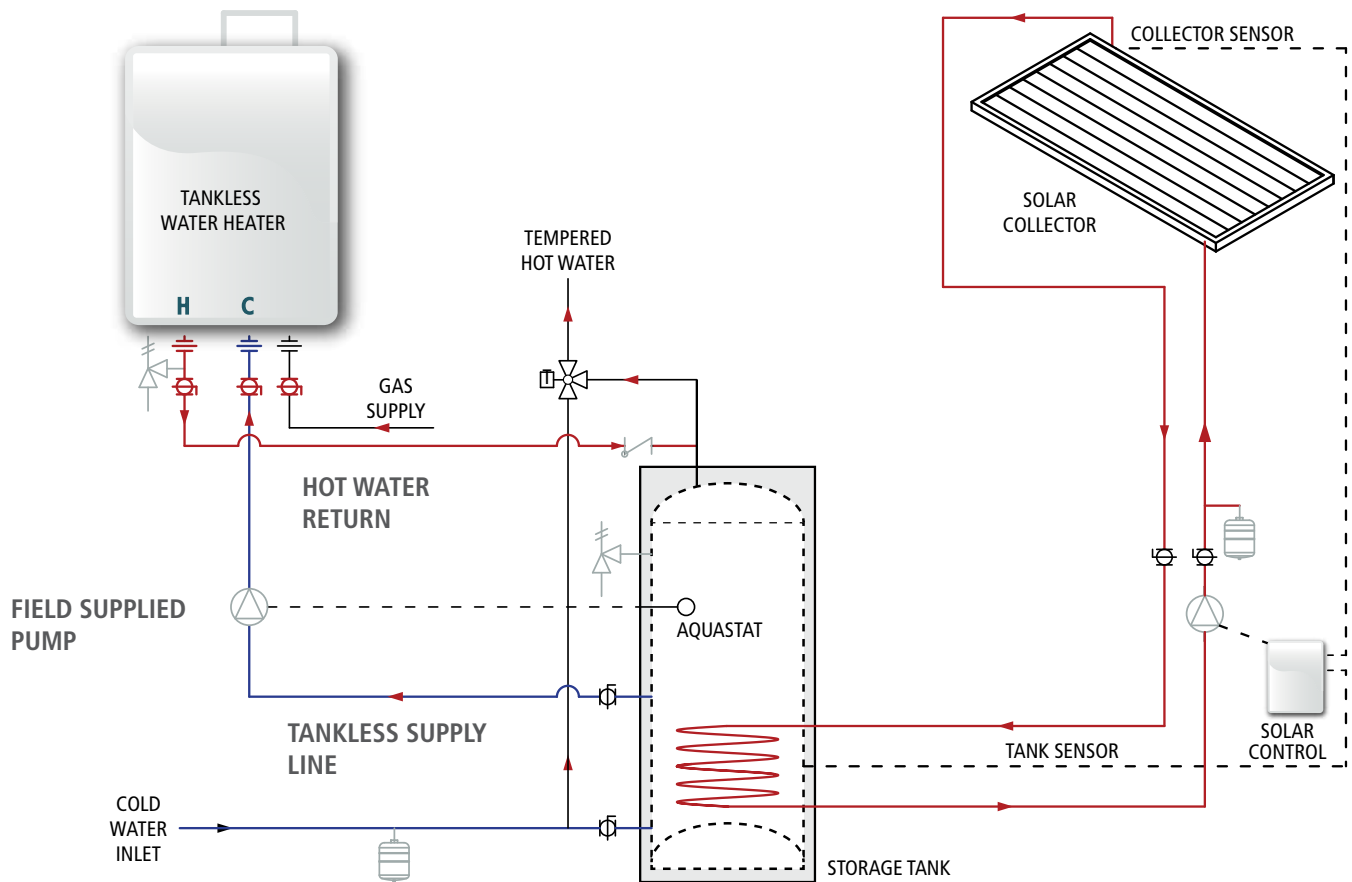 COLLECTOR SENSOR
TANKLESS
WATER HEATER
SOLAR
COLLECTOR
TEMPERED
HOT WATER
H
C
GAS
SUPPLY
HOT WATER
RETURN
FIELD SUPPLIED
PUMP
AQUASTAT
TANKLESS SUPPLY
LINE
SOLAR
CONTROL
TANK SENSOR
COLD
WATER
INLET
STORAGE TANK